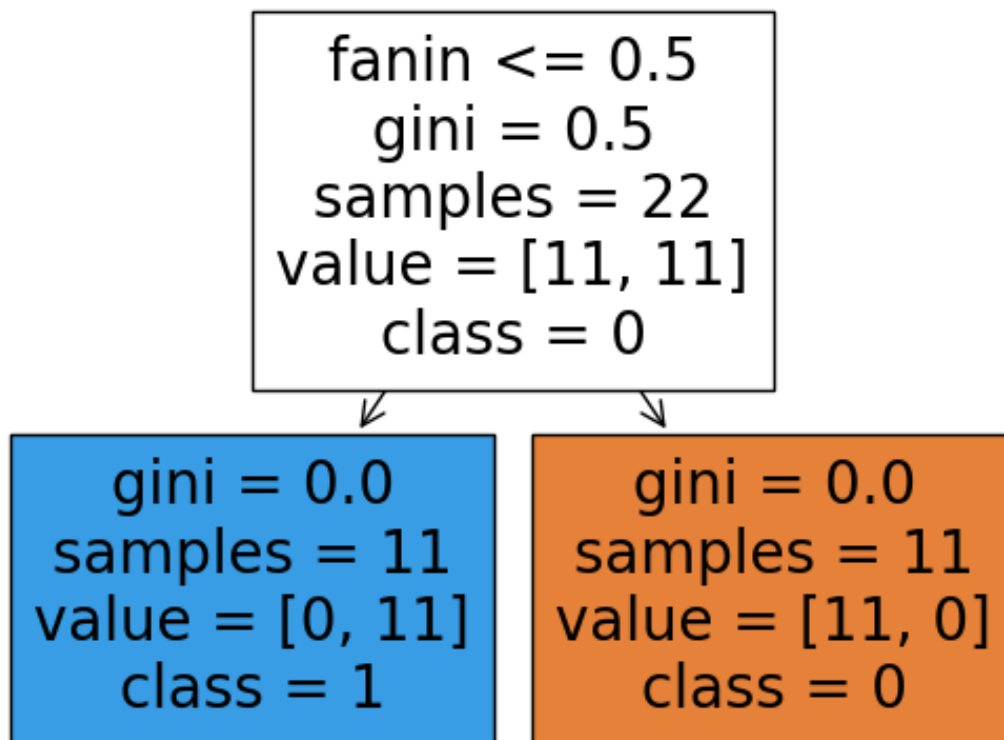 fanin <= 0.5
gini = 0.5
samples = 22
value = [11, 11]
class = 0
gini = 0.0
samples = 11
value = [0, 11]
class = 1
gini = 0.0
samples = 11
value = [11, 0]
class = 0